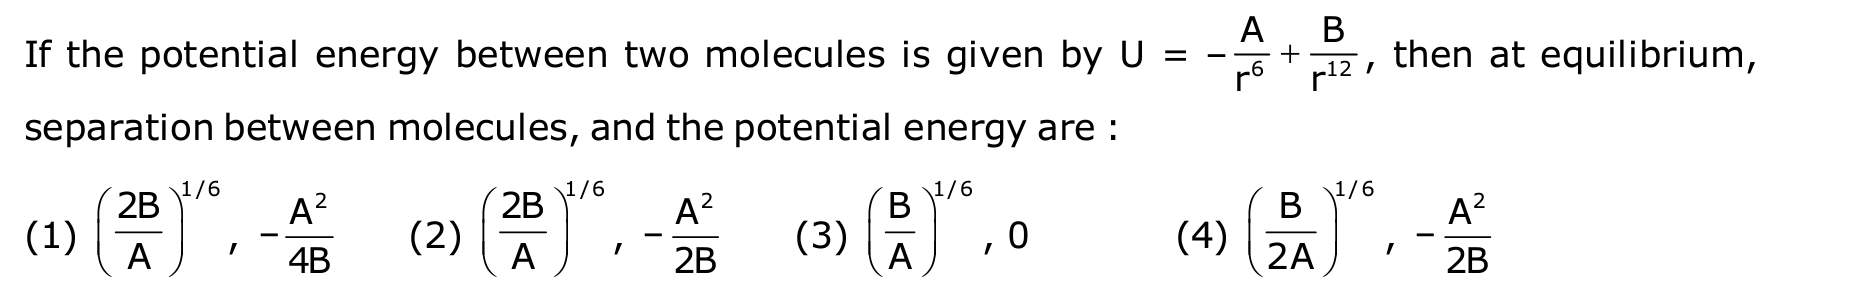 If the potential energy between two molecules is given by U = $-\frac{A}{r^6}+\frac{B}{r^{12}}$, then at equilibrium,
separation between molecules, and the potential energy are :
(1) $\left(\frac{2B}{A}\right)^{1/6}, -\frac{A^2}{4B}$ (2) $\left(\frac{2B}{A}\right)^{1/6}, -\frac{A^2}{2B}$ (3) $\left(\frac{B}{A}\right)^{1/6}, 0$ (4) $\left(\frac{B}{2A}\right)^{1/6}, -\frac{A^2}{2B}$